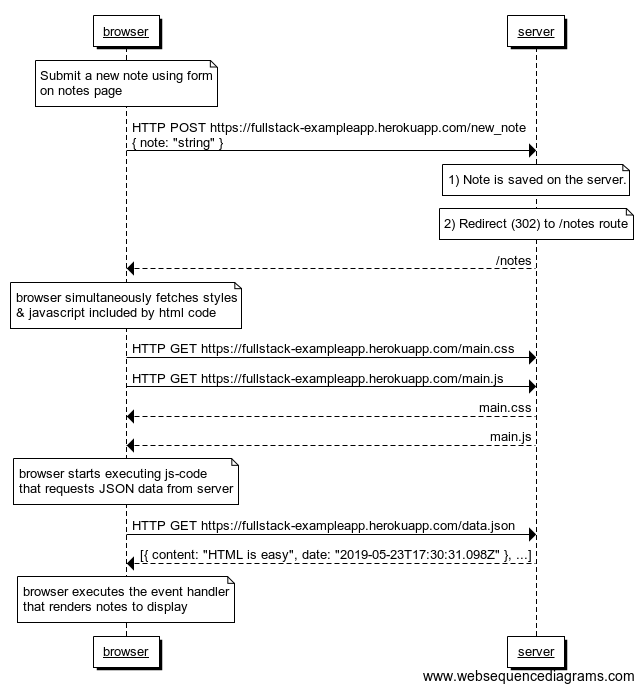 browser
server
Submit a new note using form
on notes page
HTTP POST https://fullstack-exampleapp.herokuapp.com/new_note
{ note: "string" }
1) Note is saved on the server.
2) Redirect (302) to /notes route
/notes
browser simultaneously fetches styles
& javascript included by html code
HTTP GET https://fullstack-exampleapp.herokuapp.com/main.css
HTTP GET https://fullstack-exampleapp.herokuapp.com/main.js
main.css
main.js
browser starts executing js-code
that requests JSON data from server
HTTP GET https://fullstack-exampleapp.herokuapp.com/data.json
[{ content: "HTML is easy", date: "2019-05-23T17:30:31.098Z" }, ...]
browser executes the event handler
that renders notes to display
browser
server
www.websequencediagrams.com